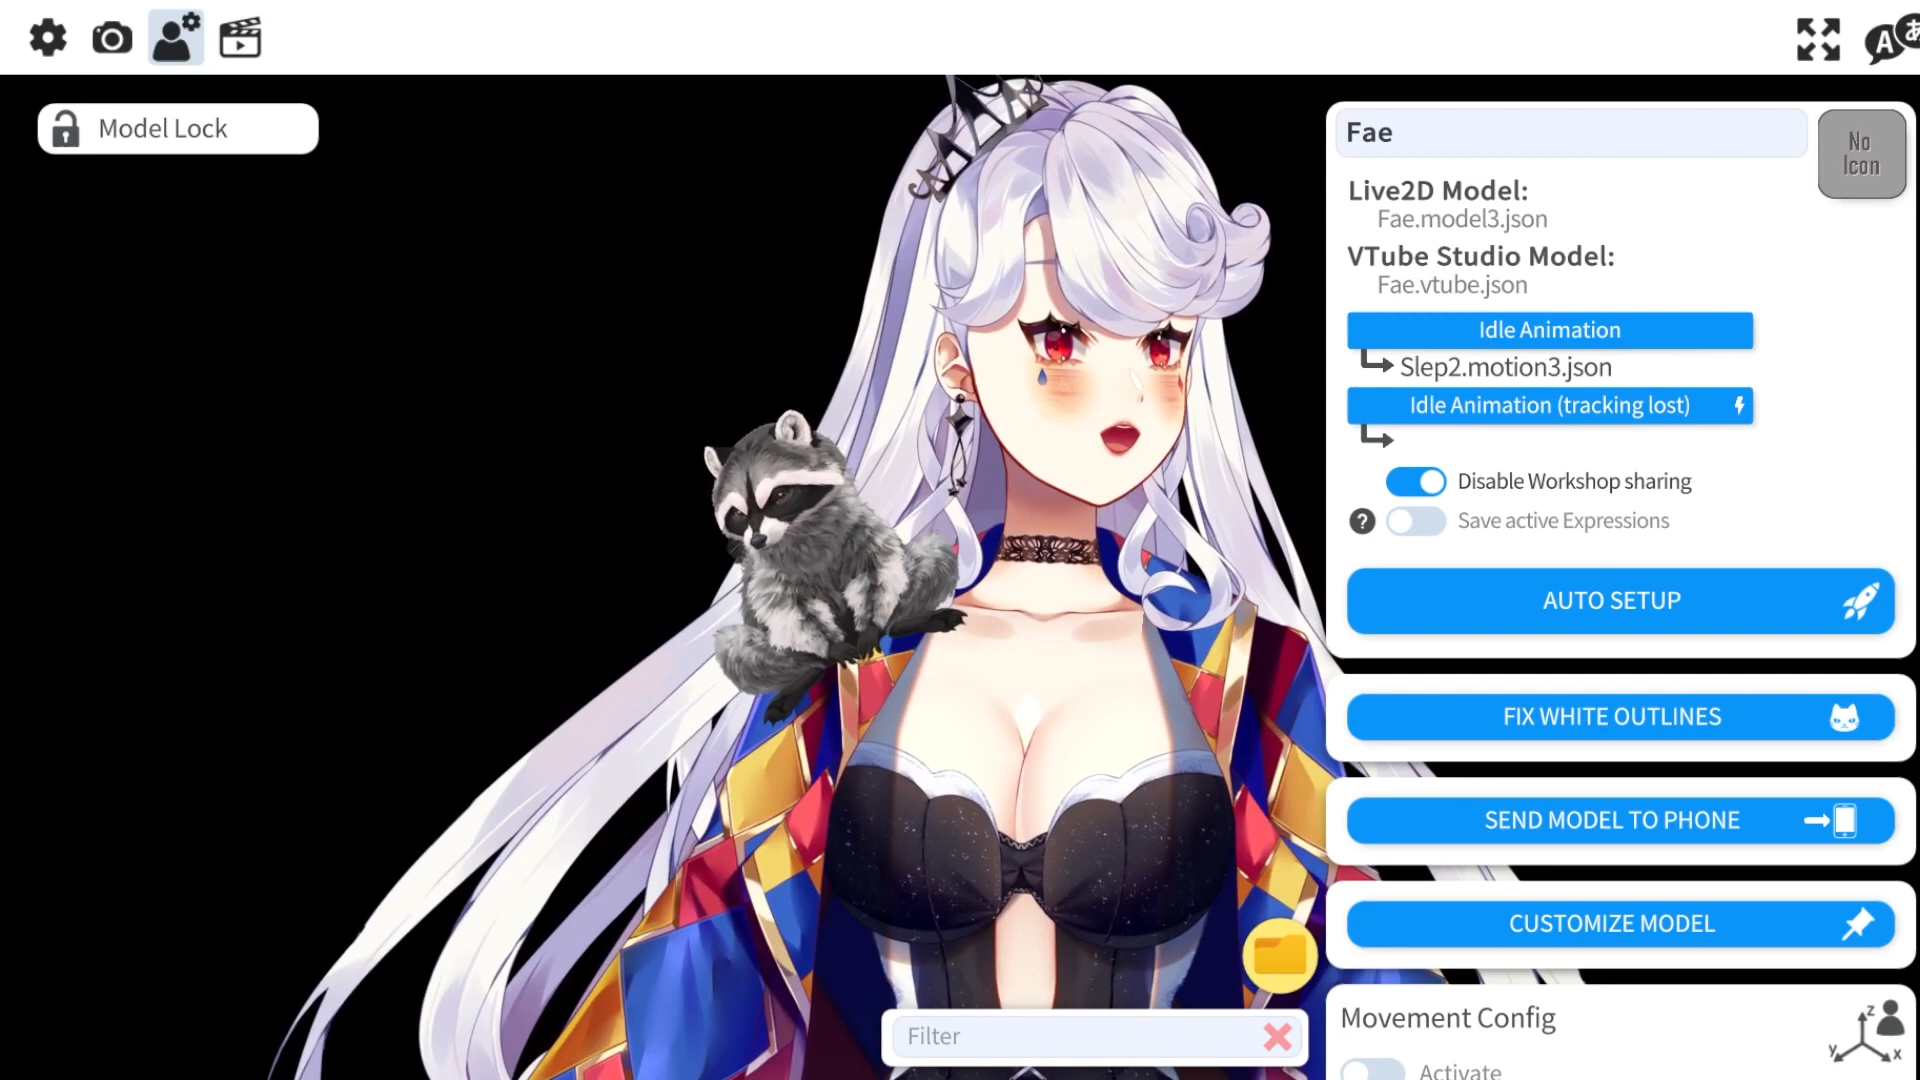 Model Lock
Fae
No
Icon
Live2D Model:
Fae.model3.json
VTube Studio Model:
Fae.vtube.json
Idle Animation
Slep2.motion3.json
Idle Animation (tracking lost)
Disable Workshop sharing
? Save active Expressions
AUTO SETUP
FIX WHITE OUTLINES
SEND MODEL TO PHONE
CUSTOMIZE MODEL
Movement Config
z
y x
Activate
Filter
A あ